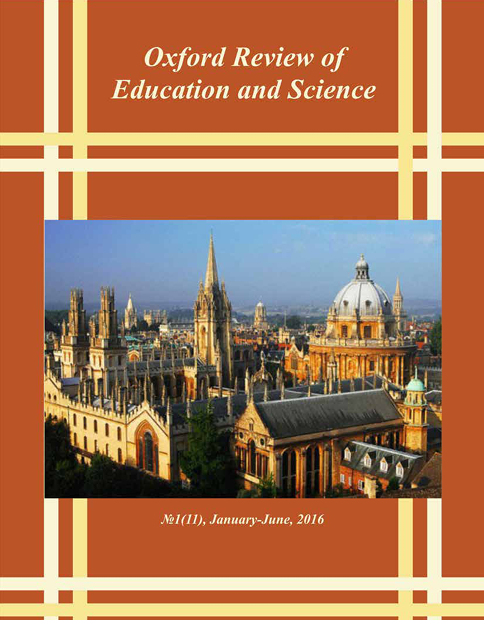 Oxford Review of
Education and Science
№1(11), January-June, 2016